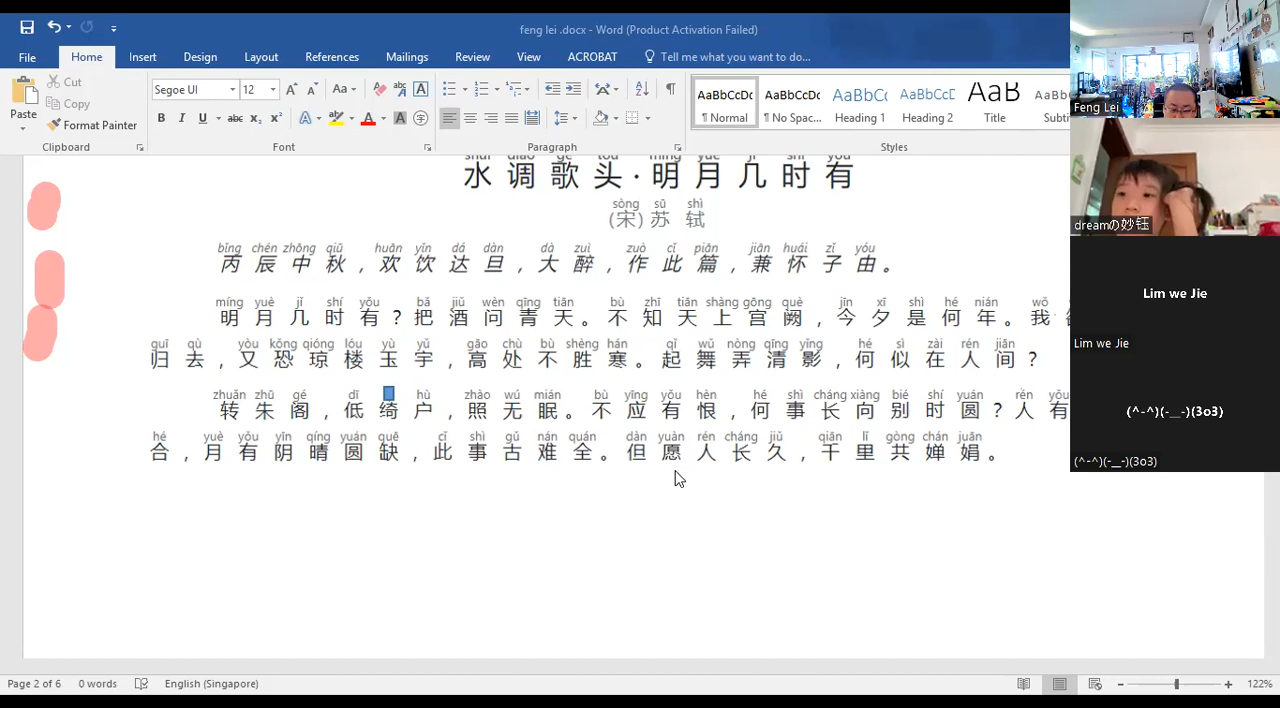 feng lei .docx - Word (Product Activation Failed)
File Home Insert Design Layout References Mailings Review View ACROBAT Tell me what you want to do...
Paste
Cut
Copy
Format Painter
Segoe UI 12
AaBbCcDc AaBbCcDc AaBbCc AaBbCcD AaB
¶ Normal ¶ No Spac... Heading 1 Heading 2 Title
Clipboard Font Paragraph Styles
水调歌头·明月几时有
sòng sū shì
(宋)苏轼
bǐng chén zhōng qiū huān yǐn dá dàn dà zuì zuò cǐ piān jiān huái zǐ yóu
丙辰中秋,欢饮达旦,大醉,作此篇,兼怀子由。
míng yuè jǐ shí yǒu bǎ jiǔ wèn qīng tiān bù zhī tiān shàng gōng què jīn xī shì hé nián wǒ
明月几时有?把酒问青天。不知天上宫阙,今夕是何年。我
guī qù yòu kǒng qióng lóu yù yǔ gāo chù bù shèng hán qǐ wǔ nòng qīng yǐng hé sì zài rén jiān
归去,又恐琼楼玉宇,高处不胜寒。起舞弄清影,何似在人间?
zhuǎn zhū gé dī hù zhào wú mián bù yīng yǒu hèn hé shì cháng xiàng bié shí yuán rén
转朱阁,低绮户,照无眠。不应有恨,何事长向别时圆?人有
hé yuè yǒu yīn qíng yuán quē cǐ shì gǔ nán quán dàn yuàn rén cháng jiǔ qiān lǐ gòng chán juān
合,月有阴晴圆缺,此事古难全。但愿人长久,千里共婵娟。
Feng Lei
dreamの妙钰
Lim we Jie
Lim we Jie
(^-^)(-__-)(3o3)
(^-^)(-__-)(3o3)
Page 2 of 6 0 words English (Singapore) 122%